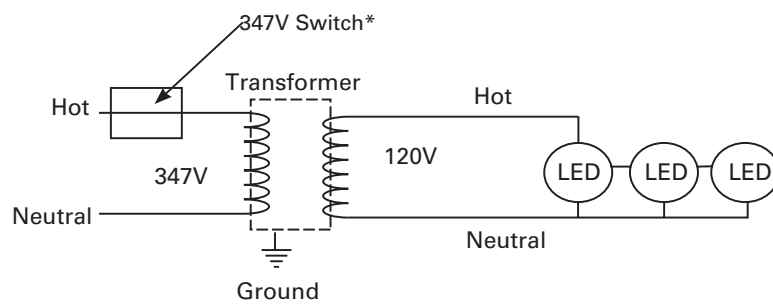 347V Switch*
Transformer
Hot
Hot
347V
120V
LED
LED
LED
Neutral
Neutral
Ground